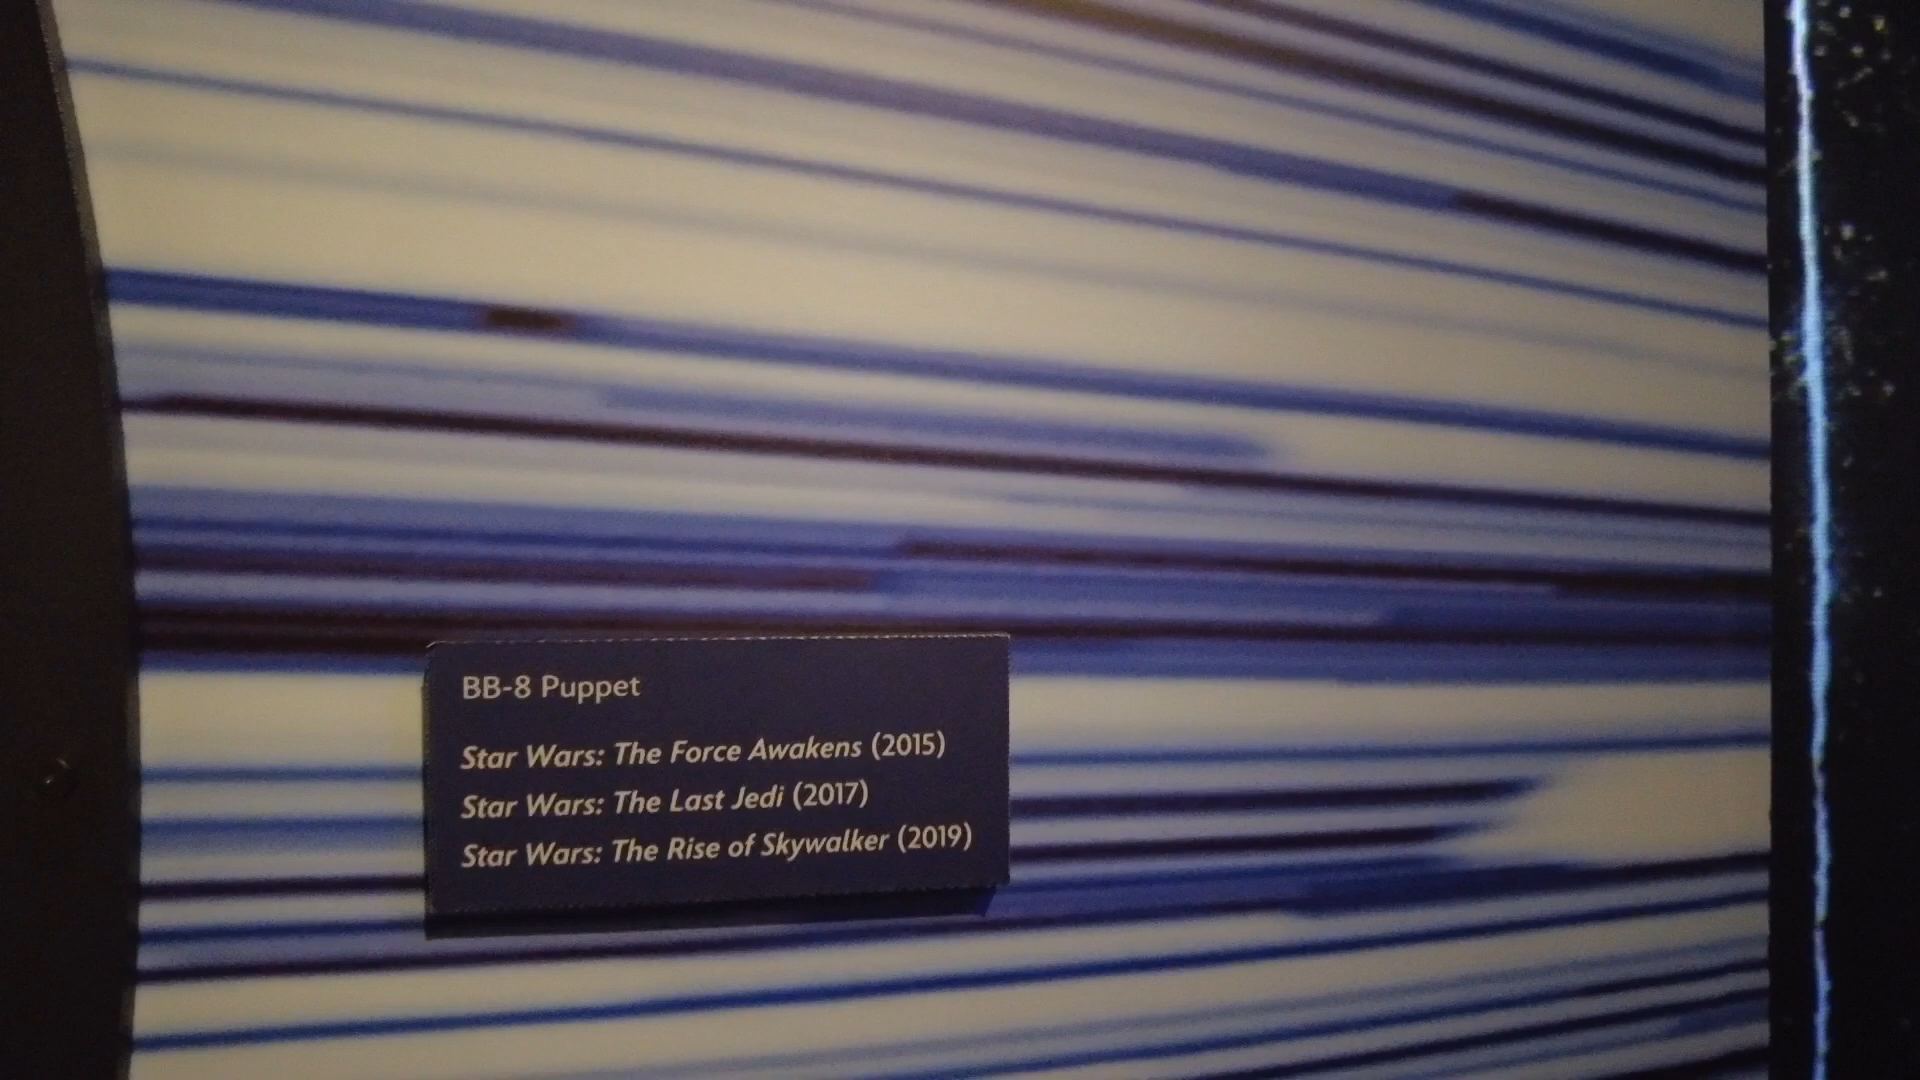 BB-8 Puppet
Star Wars: The Force Awakens (2015)
Star Wars: The Last Jedi (2017)
Star Wars: The Rise of Skywalker (2019)